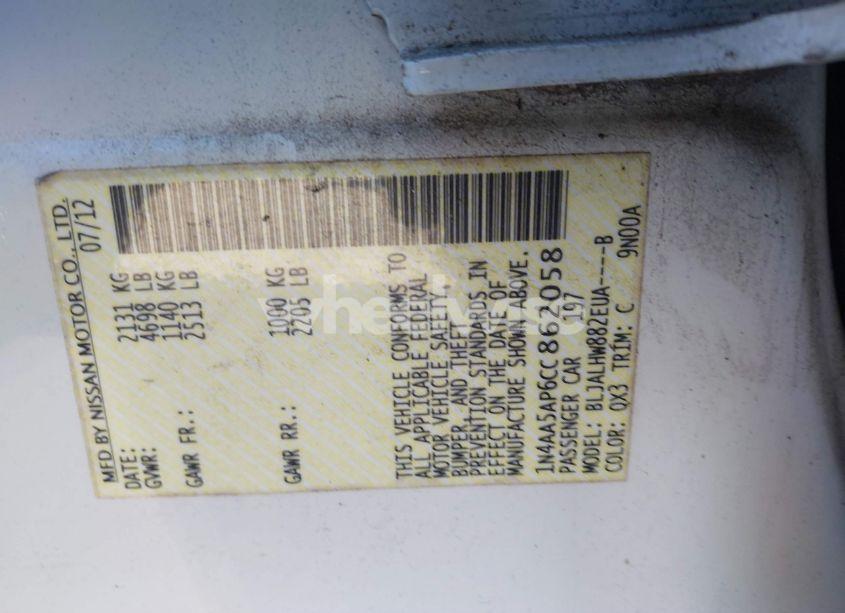 MFD.BY NISSAN MOTOR CO., LTD.
DATE: 07/12
GVWR: 2131 KG
4698 LB
GAWR FR.: 1140 KG
2513 LB
GAWR RR.: 1000 KG
2205 LB
THIS VEHICLE CONFORMS TO
ALL APPLICABLE FEDERAL
MOTOR VEHICLE SAFETY,
BUMPER, AND THEFT
PREVENTION STANDARDS IN
EFFECT ON THE DATE OF
MANUFACTURE SHOWN ABOVE.
1N4AA5AP6CC862058
PASSENGER CAR 107
MODEL: BLJALHW882EUA----B
COLOR: QX3 TRIM: C 9N00A